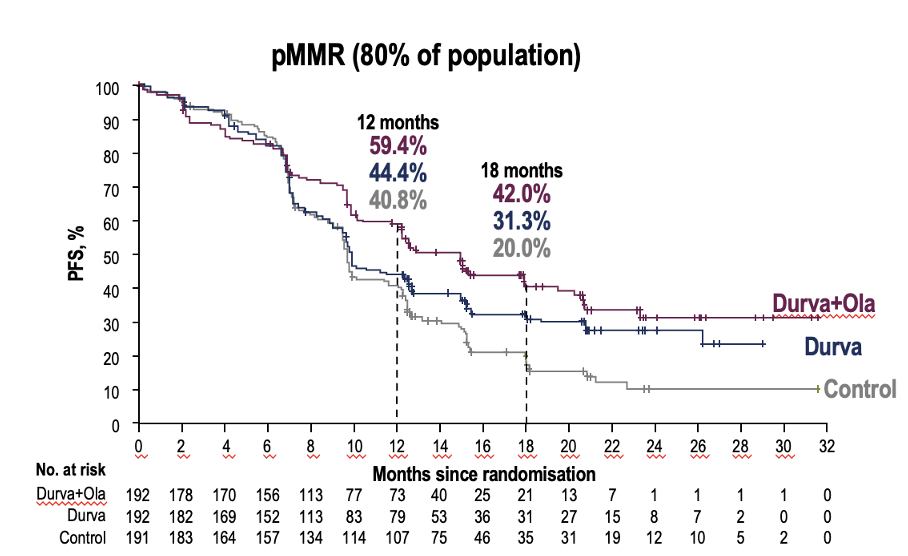 pMMR (80% of population)
100
90
80
70
60
50
40
30
20
10
0
PFS, %
12 months
59.4%
44.4%
40.8%
18 months
42.0%
31.3%
20.0%
Durva+Ola
Durva
Control
0 2 4 6 8 10 12 14 16 18 20 22 24 26 28 30 32
Months since randomisation
No. at risk
Durva+Ola 192 178 170 156 113 77 73 40 25 21 13 7 1 1 1 1 0
Durva 192 182 169 152 113 83 79 53 36 31 27 15 8 7 2 0 0
Control 191 183 164 157 134 114 107 75 46 35 31 19 12 10 5 2 0